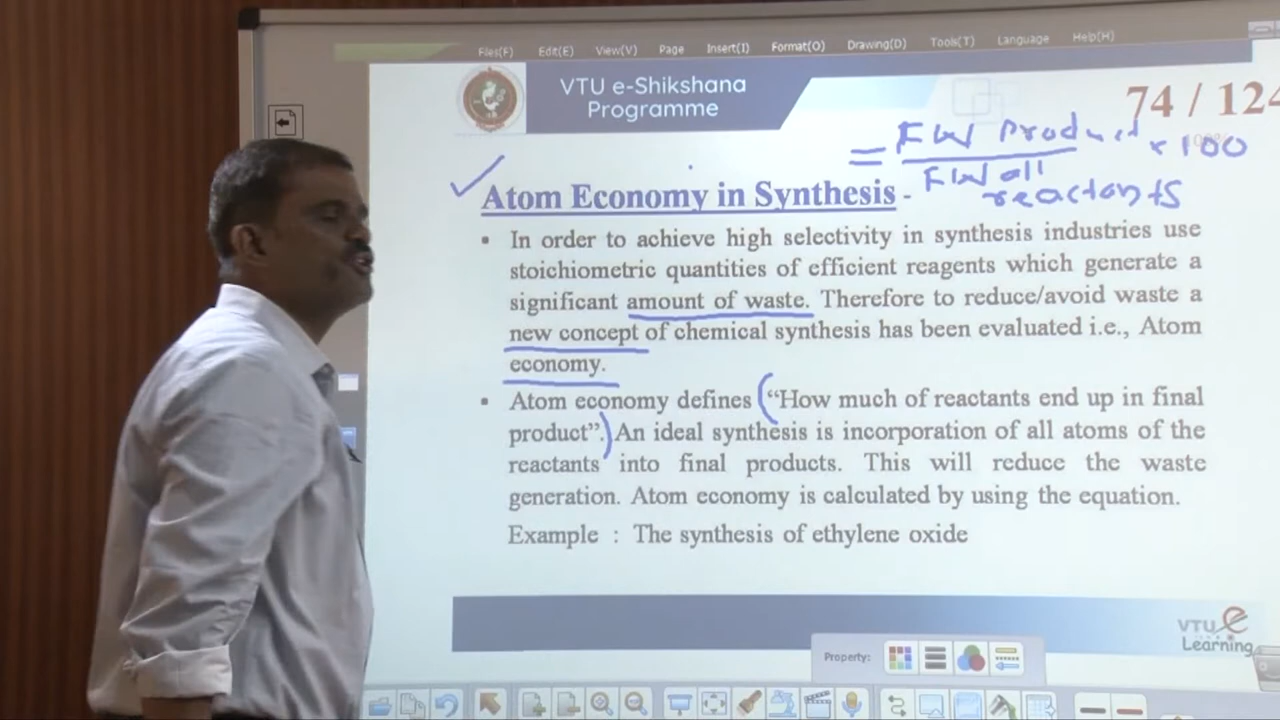 Files(F) Edit(E) View(V) Page Insert(I) Format(O) Drawing(D) Tools(T) Language Help(H)
VTU e-Shikshana
Programme
74 / 124
= FW Product × 100
FW all
reactants
Atom Economy in Synthesis -
▪ In order to achieve high selectivity in synthesis industries use
stoichiometric quantities of efficient reagents which generate a
significant amount of waste. Therefore to reduce/avoid waste a
new concept of chemical synthesis has been evaluated i.e., Atom
economy.
▪ Atom economy defines (“How much of reactants end up in final
product”.) An ideal synthesis is incorporation of all atoms of the
reactants into final products. This will reduce the waste
generation. Atom economy is calculated by using the equation.
Example : The synthesis of ethylene oxide
VTU e
Learning
Property: